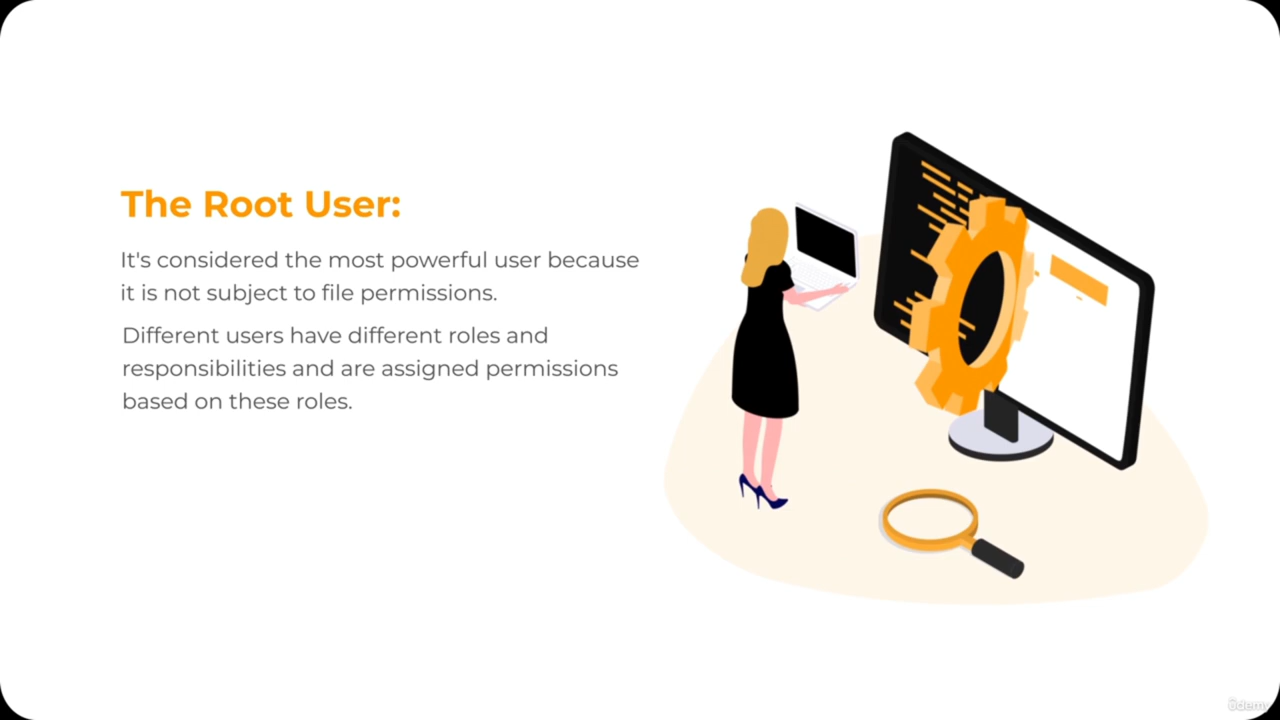 The Root User:
It's considered the most powerful user because
it is not subject to file permissions.
Different users have different roles and
responsibilities and are assigned permissions
based on these roles.
ûdemy